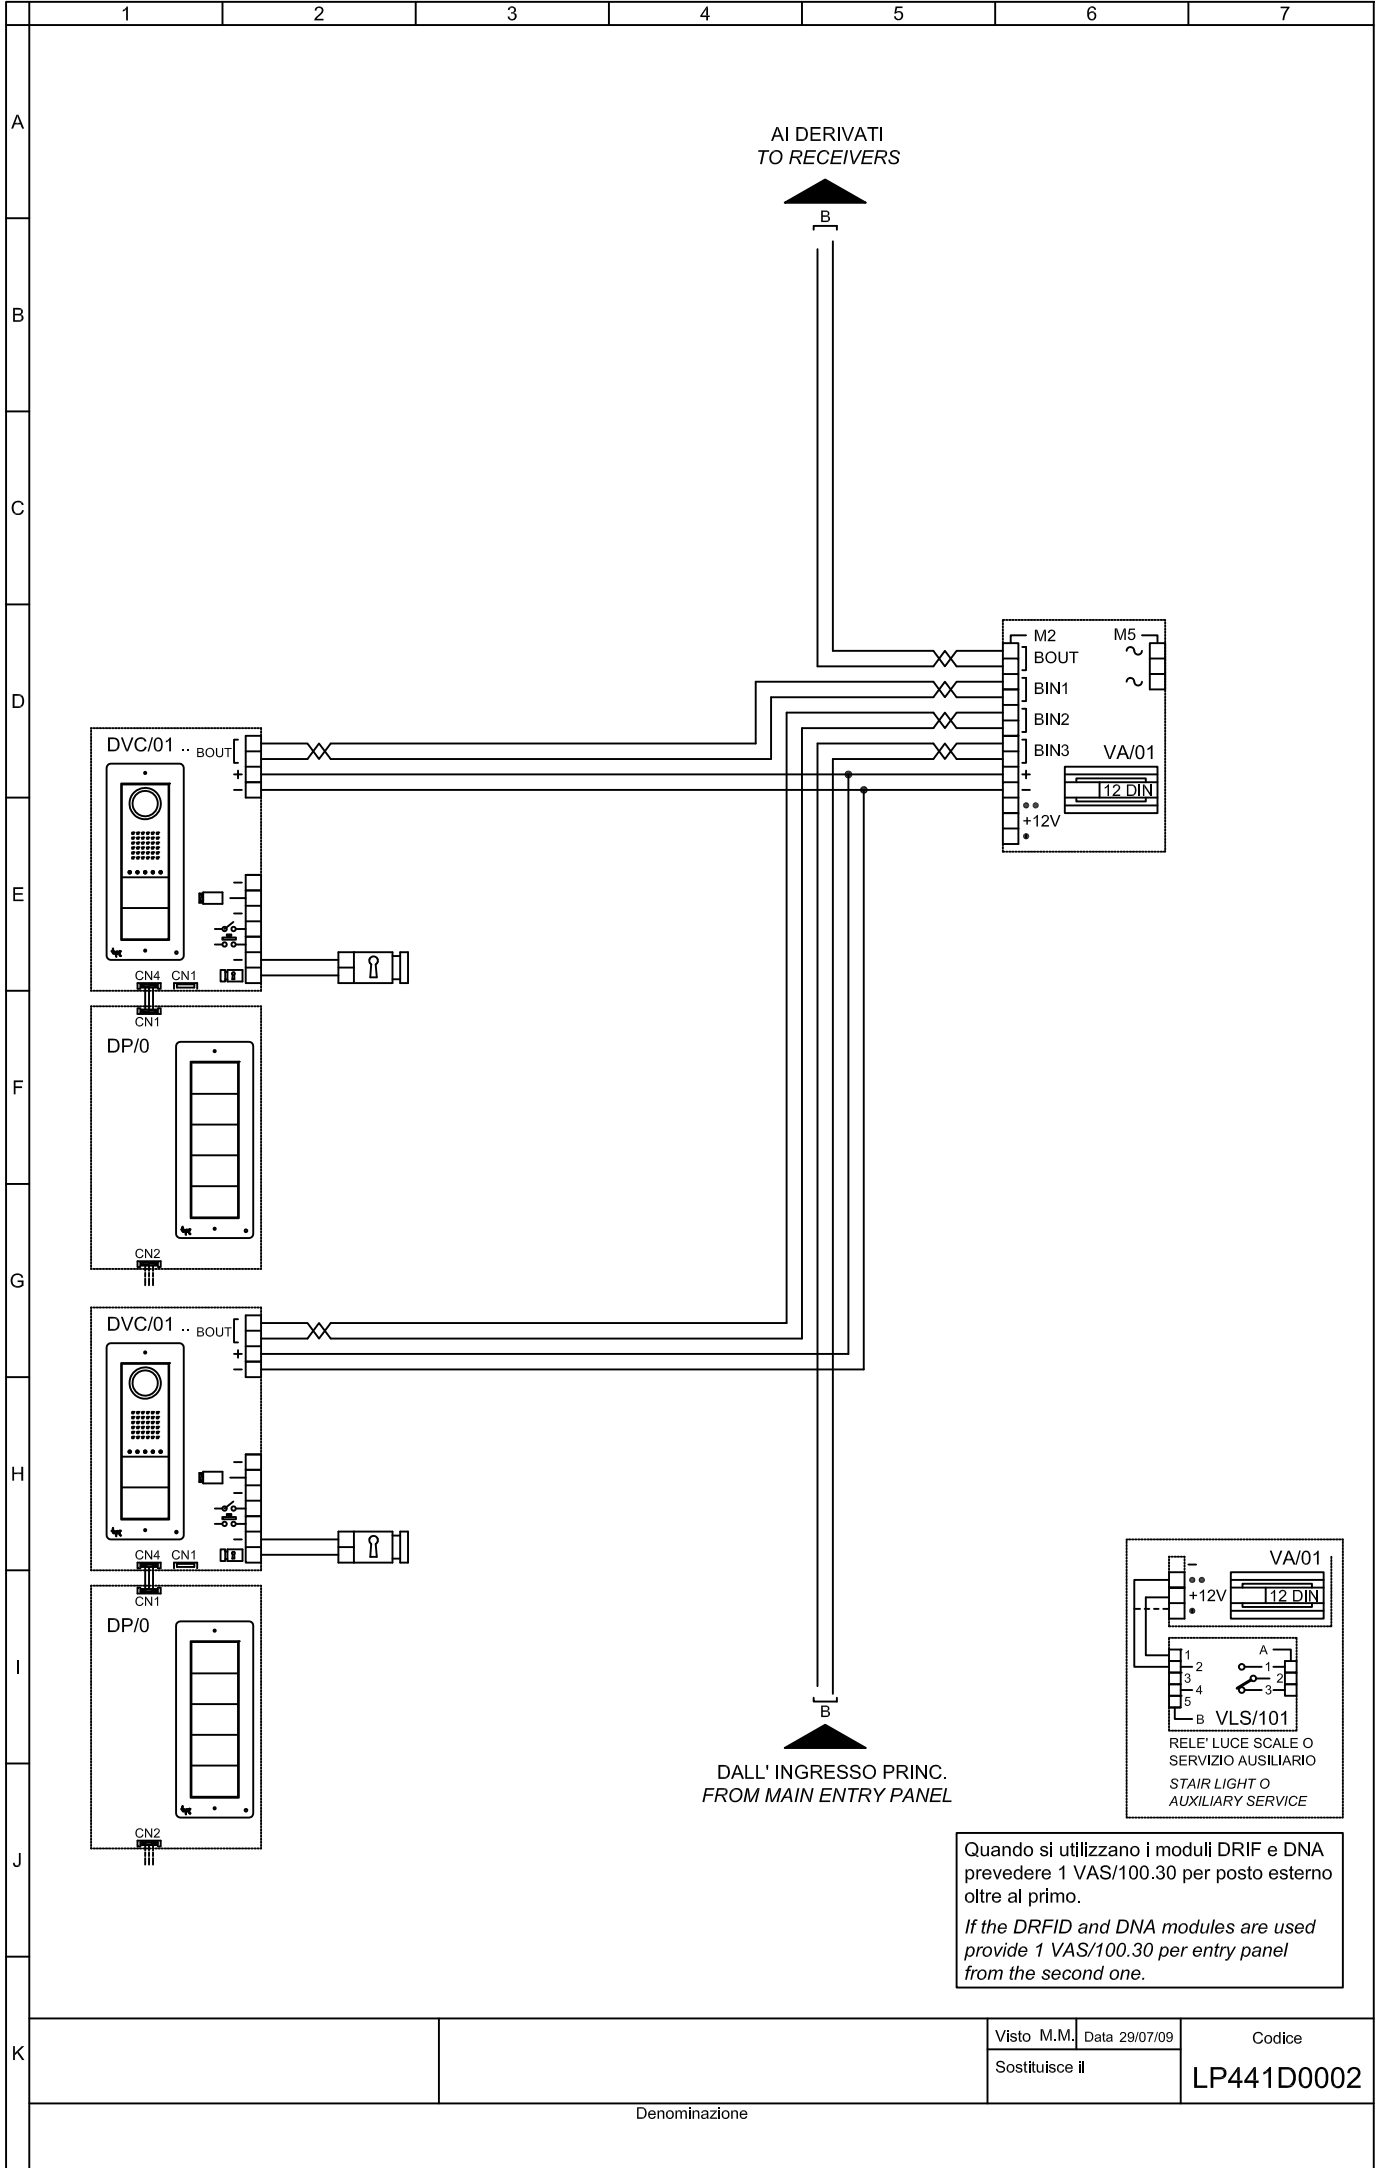 1 2 3 4 5 6 7
A
AI DERIVATI
TO RECEIVERS
B
B
C
D
M2
M5
BOUT
BIN1
BIN2
BIN3
VA/01
+
−
12 DIN
+12V
DVC/01
BOUT
+
−
E
−
−
−
CN4
CN1
CN1
DP/0
F
CN2
G
DVC/01
BOUT
+
−
H
−
−
−
CN4
CN1
CN1
DP/0
CN2
I
B
DALL' INGRESSO PRINC.
FROM MAIN ENTRY PANEL
VA/01
−
+12V
12 DIN
1
2
3
4
5
B
A
1
2
3
VLS/101
RELE' LUCE SCALE O
SERVIZIO AUSILIARIO
STAIR LIGHT O
AUXILIARY SERVICE
J
Quando si utilizzano i moduli DRIF e DNA
prevedere 1 VAS/100.30 per posto esterno
oltre al primo.
If the DRFID and DNA modules are used
provide 1 VAS/100.30 per entry panel
from the second one.
K
Visto M.M.
Data 29/07/09
Sostituisce il
Codice
LP441D0002
Denominazione